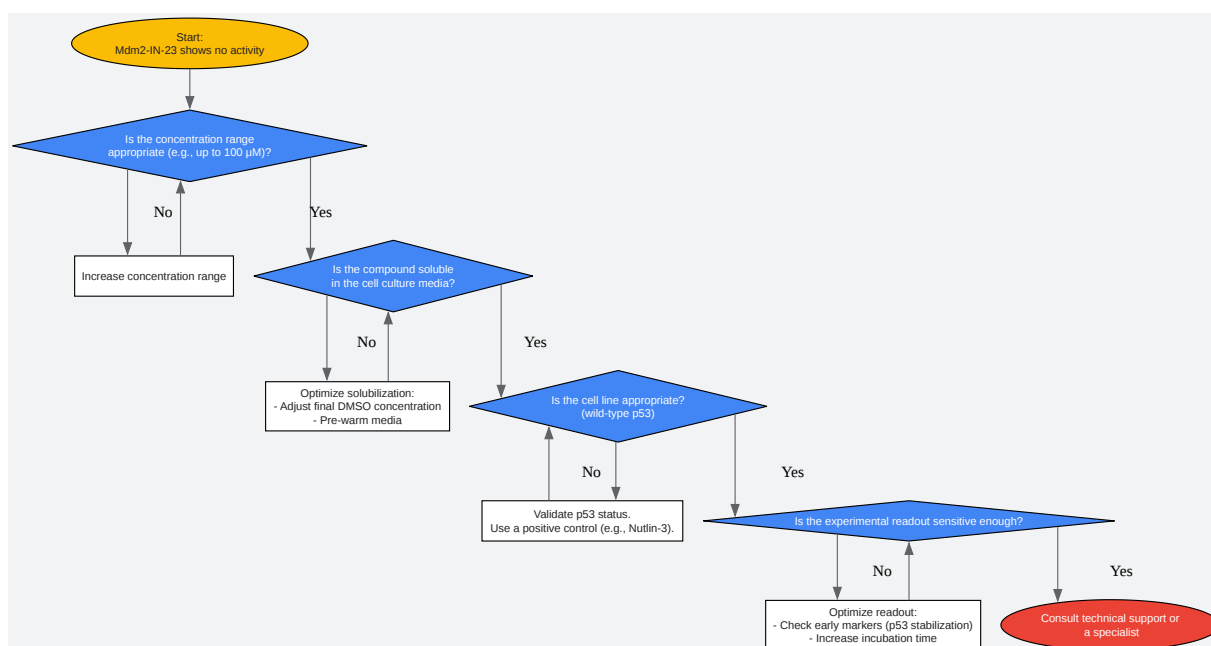 Start:
Mdm2-IN-23 shows no activity
Is the concentration range
appropriate (e.g., up to 100 μM)?
No
Yes
Increase concentration range
Is the compound soluble
in the cell culture media?
No
Yes
Optimize solubilization:
- Adjust final DMSO concentration
- Pre-warm media
Is the cell line appropriate?
(wild-type p53)
No
Yes
Validate p53 status.
Use a positive control (e.g., Nutlin-3).
Is the experimental readout sensitive enough?
No
Yes
Optimize readout:
- Check early markers (p53 stabilization)
- Increase incubation time
Consult technical support or
a specialist